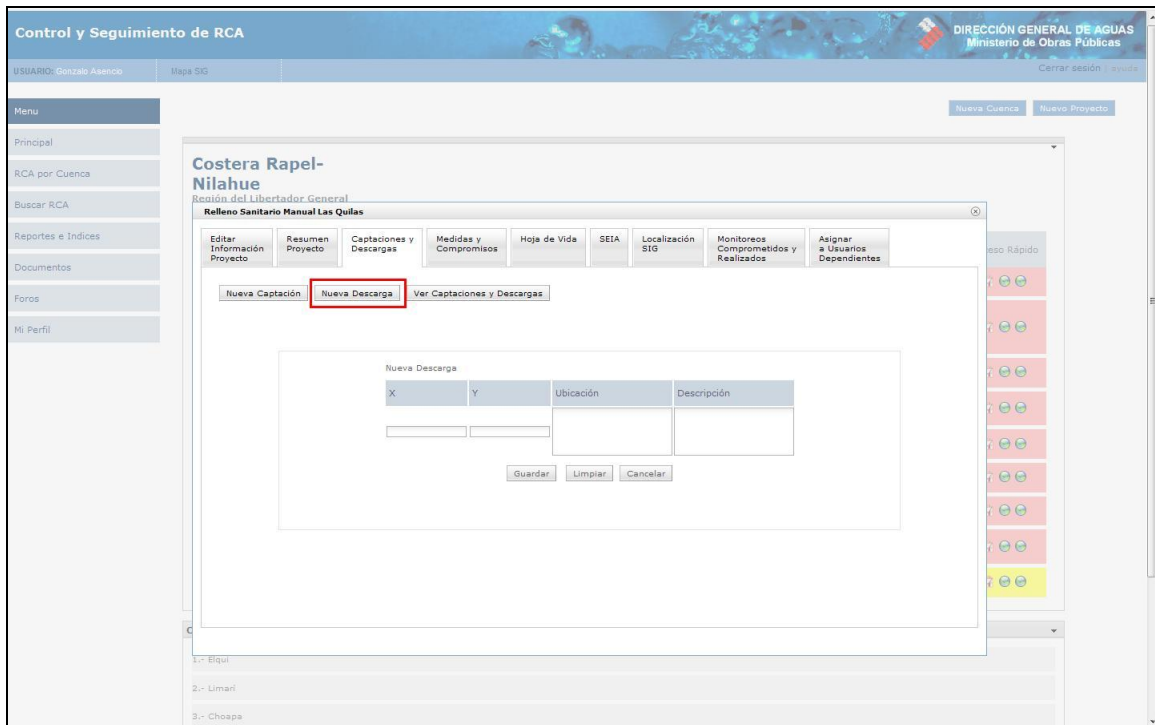 Control y Seguimiento de RCA
DIRECCIÓN GENERAL DE AGUAS
Ministerio de Obras Públicas
USUARIO: Gonzalo Asencio
Mapa SIG
Cerrar sesión | ayuda
Menu
Nueva Cuenca
Nuevo Proyecto
Principal
RCA por Cuenca
Buscar RCA
Reportes e Indices
Documentos
Foros
Mi Perfil
Costera Rapel-
Nilahue
Región del Libertador General
Relleno Sanitario Manual Las Quilas
Editar
Información
Proyecto
Resumen
Proyecto
Captaciones y
Descargas
Medidas y
Compromisos
Hoja de Vida
SEIA
Localización
SIG
Monitoreos
Comprometidos y
Realizados
Asignar
a Usuarios
Dependientes
Rápido
Nueva Captación
Nueva Descarga
Ver Captaciones y Descargas
Nueva Descarga
X
Y
Ubicación
Descripción
Guardar
Limpiar
Cancelar
1.- Elqui
2.- Limarí
3.- Choapa